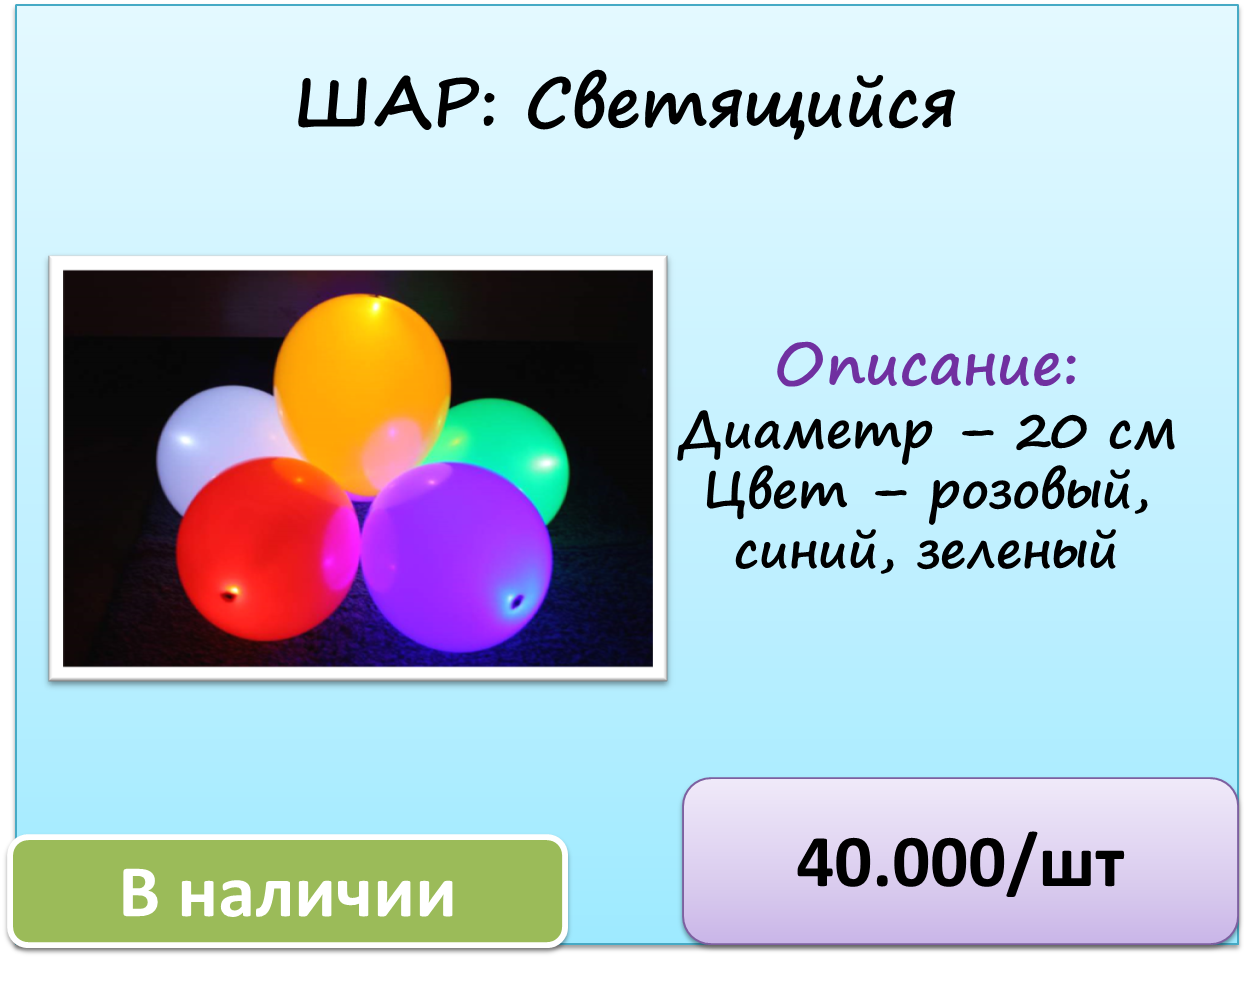 ШАР: Светящийся
Описание:
Диаметр – 20 см
Цвет – розовый,
синий, зеленый
В наличии
40.000/шт